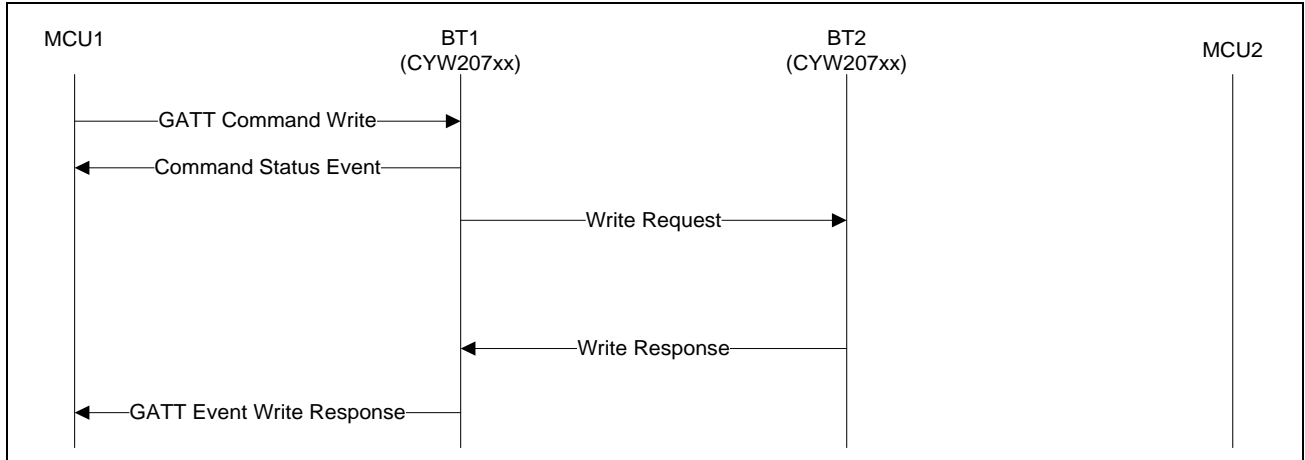 MCU1
BT1
(CYW207xx)
BT2
(CYW207xx)
MCU2
GATT Command Write
Command Status Event
Write Request
Write Response
GATT Event Write Response